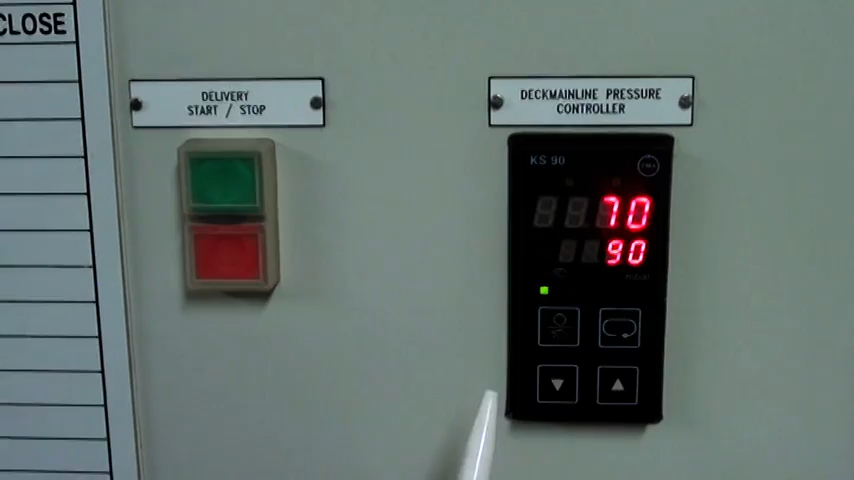 CLOSE
DELIVERY
START / STOP
DECKMAINLINE PRESSURE
CONTROLLER
KS 90
70
90